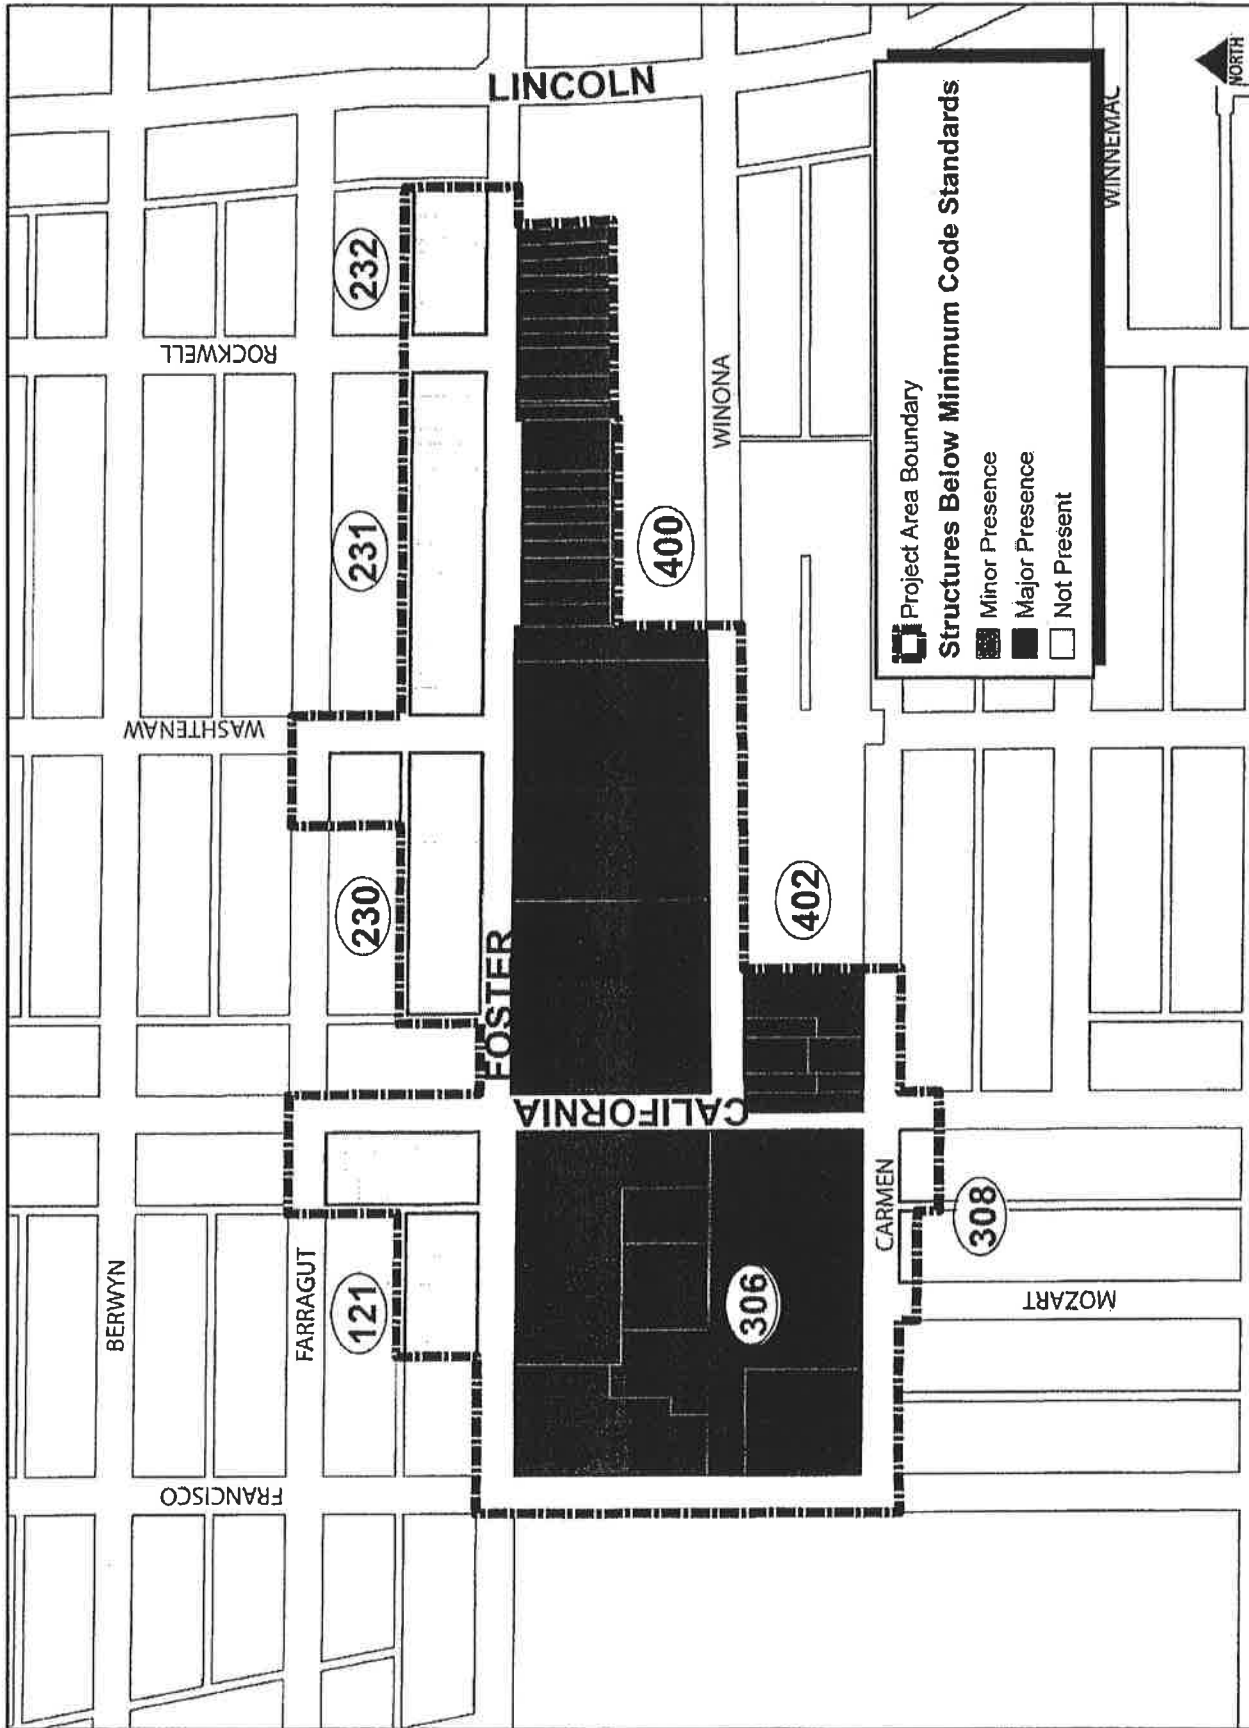 LINCOLN
232
ROCKWELL
231
WASHTENAW
230
FOSTER
400
WINONA
402
CALIFORNIA
BERWYN
FARRAGUT
121
306
CARMEN
308
MOZART
FRANCISCO
WINNEMAC
NORTH
Project Area Boundary
Structures Below Minimum Code Standards
Minor Presence
Major Presence
Not Present